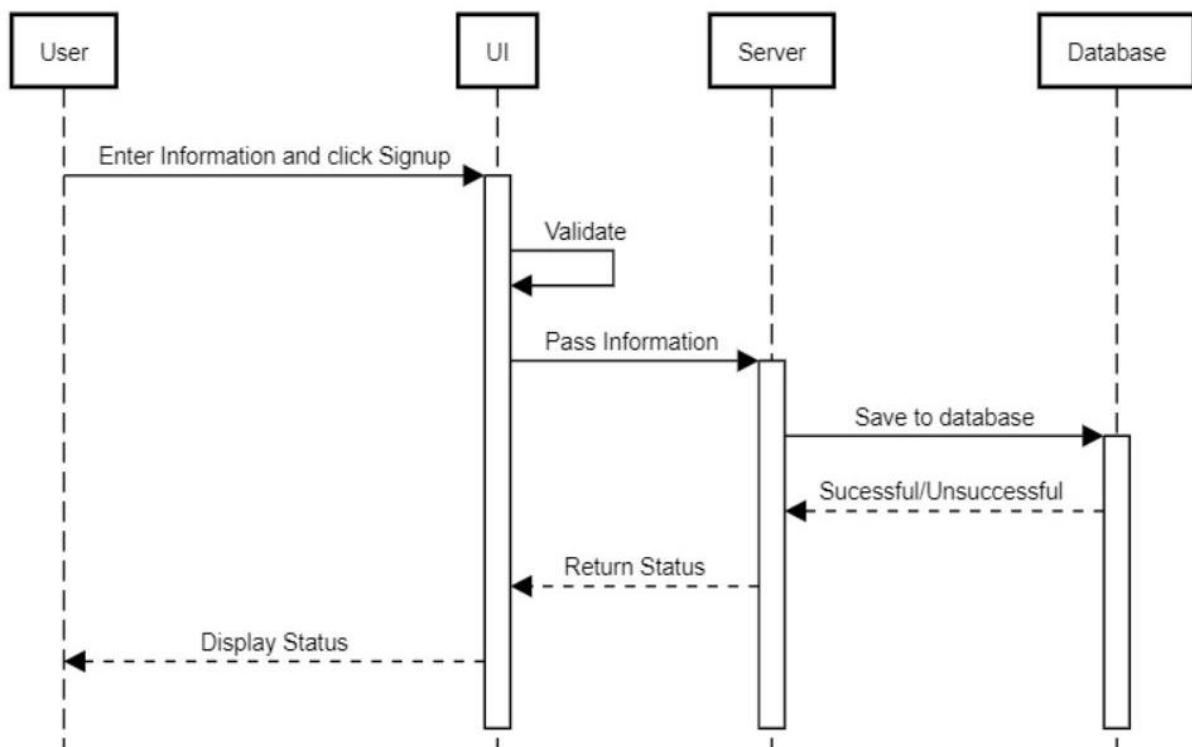 User
UI
Server
Database
Enter Information and click Signup
Validate
Pass Information
Save to database
Sucessful/Unsuccessful
Return Status
Display Status